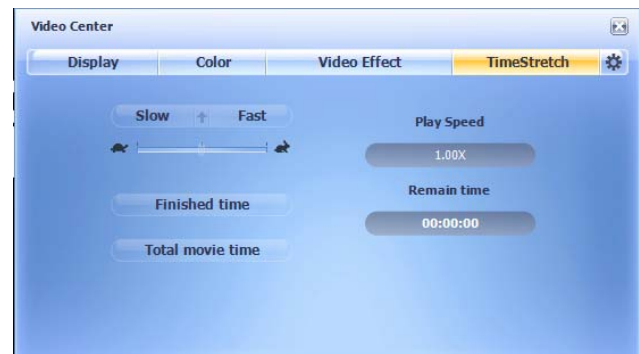 Video Center
Display Color Video Effect TimeStretch
Slow Fast
Play Speed
1.00X
Remain time
Finished time
00:00:00
Total movie time